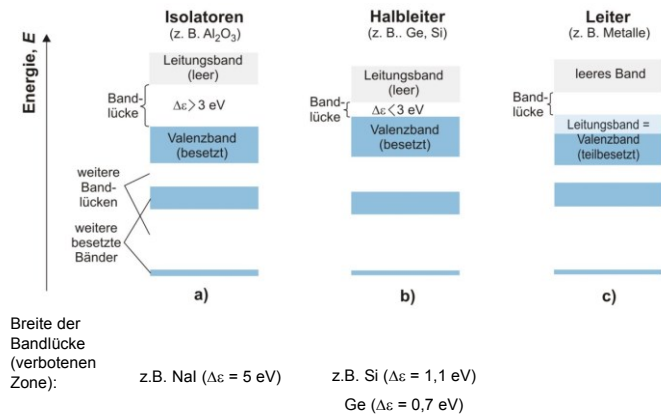 Energie, E
Isolatoren
(z. B. Al₂O₃)
Leitungsband
(leer)
Band-
lücke
Δε>3 eV
Valenzband
(besetzt)
weitere
Band-
lücken
weitere
besetzte
Bänder
a)
Halbleiter
(z. B.. Ge, Si)
Leitungsband
(leer)
Band-
lücke
Δε<3 eV
Valenzband
(besetzt)
b)
Leiter
(z. B. Metalle)
leeres Band
Band-
lücke
Leitungsband =
Valenzband
(teilbesetzt)
c)
Breite der
Bandlücke
(verbotenen
Zone):
z.B. NaI (Δε = 5 eV)
z.B. Si (Δε = 1,1 eV)
Ge (Δε = 0,7 eV)